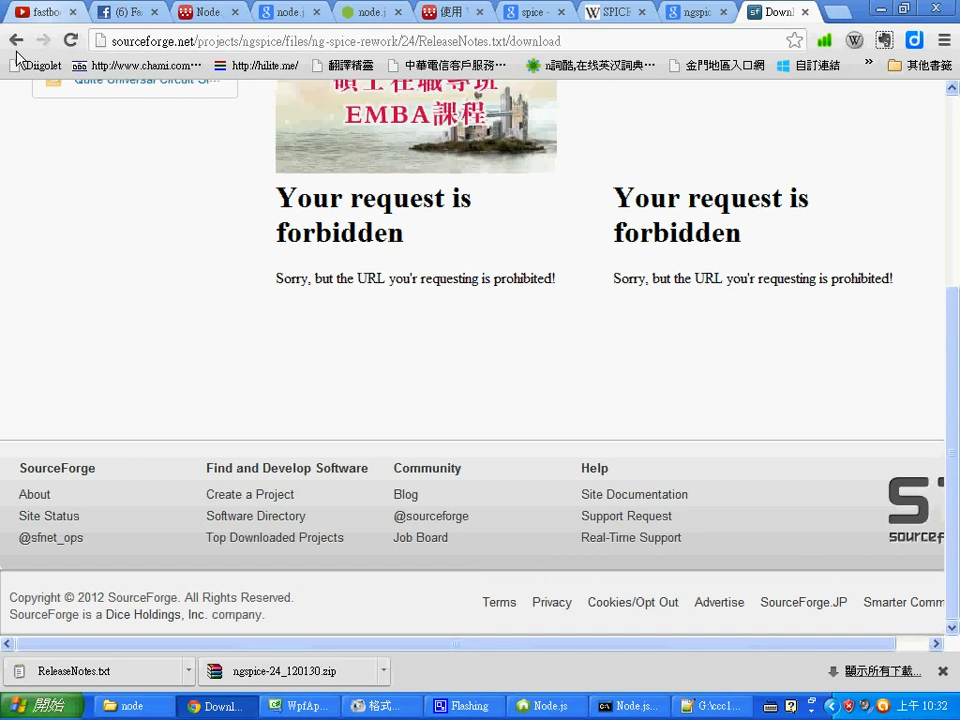 fastbo
(6) Fa
Node
node.j
node.j
使用
spice -
SPICE
ngspic
Downl
sourceforge.net/projects/ngspice/files/ng-spice-rework/24/ReleaseNotes.txt/download
Diigolet
http://www.chami.com…
http://hilite.me/
翻譯精靈
中華電信客戶服務…
n詞酷,在线英汉詞典…
金門地區入口網
自訂連結
»
其他書籤
Quite Universal Circuit Si…
碩士在職專班
EMBA課程
Your request is
forbidden
Sorry, but the URL you'r requesting is prohibited!
Your request is
forbidden
Sorry, but the URL you'r requesting is prohibited!
SourceForge
About
Site Status
@sfnet_ops
Find and Develop Software
Create a Project
Software Directory
Top Downloaded Projects
Community
Blog
@sourceforge
Job Board
Help
Site Documentation
Support Request
Real-Time Support
sourcef
Copyright © 2012 SourceForge. All Rights Reserved.
SourceForge is a Dice Holdings, Inc. company.
Terms
Privacy
Cookies/Opt Out
Advertise
SourceForge.JP
Smarter Comm
ReleaseNotes.txt
ngspice-24_120130.zip
顯示所有下載...
開始
node
Downl...
WpfAp...
格式...
Flashing
Node.js
Node.js...
G:\ccc1...
上午 10:32